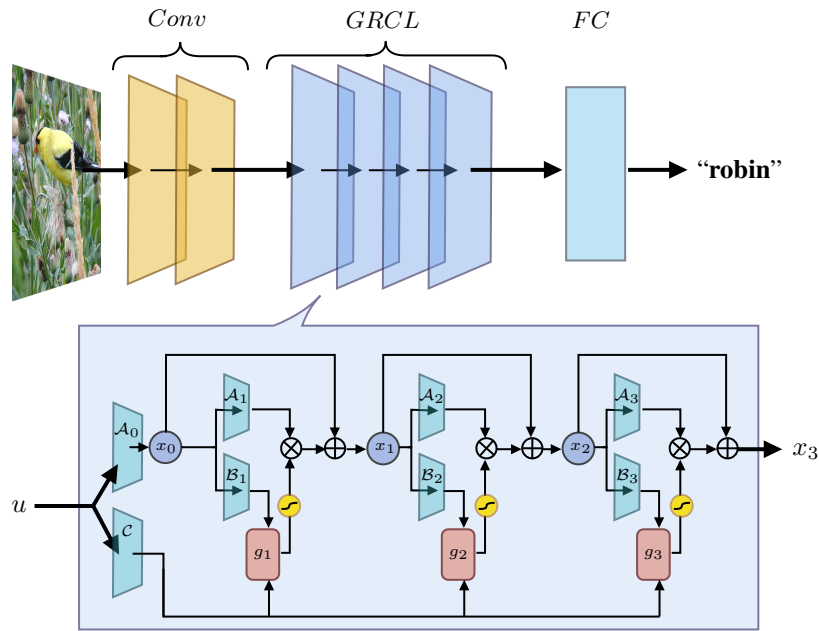 Conv GRCL FC
“robin”
A₀ x₀ A₁ x₁ A₂ x₂ A₃ x₃
B₁ B₂ B₃
u
C g₁ g₂ g₃